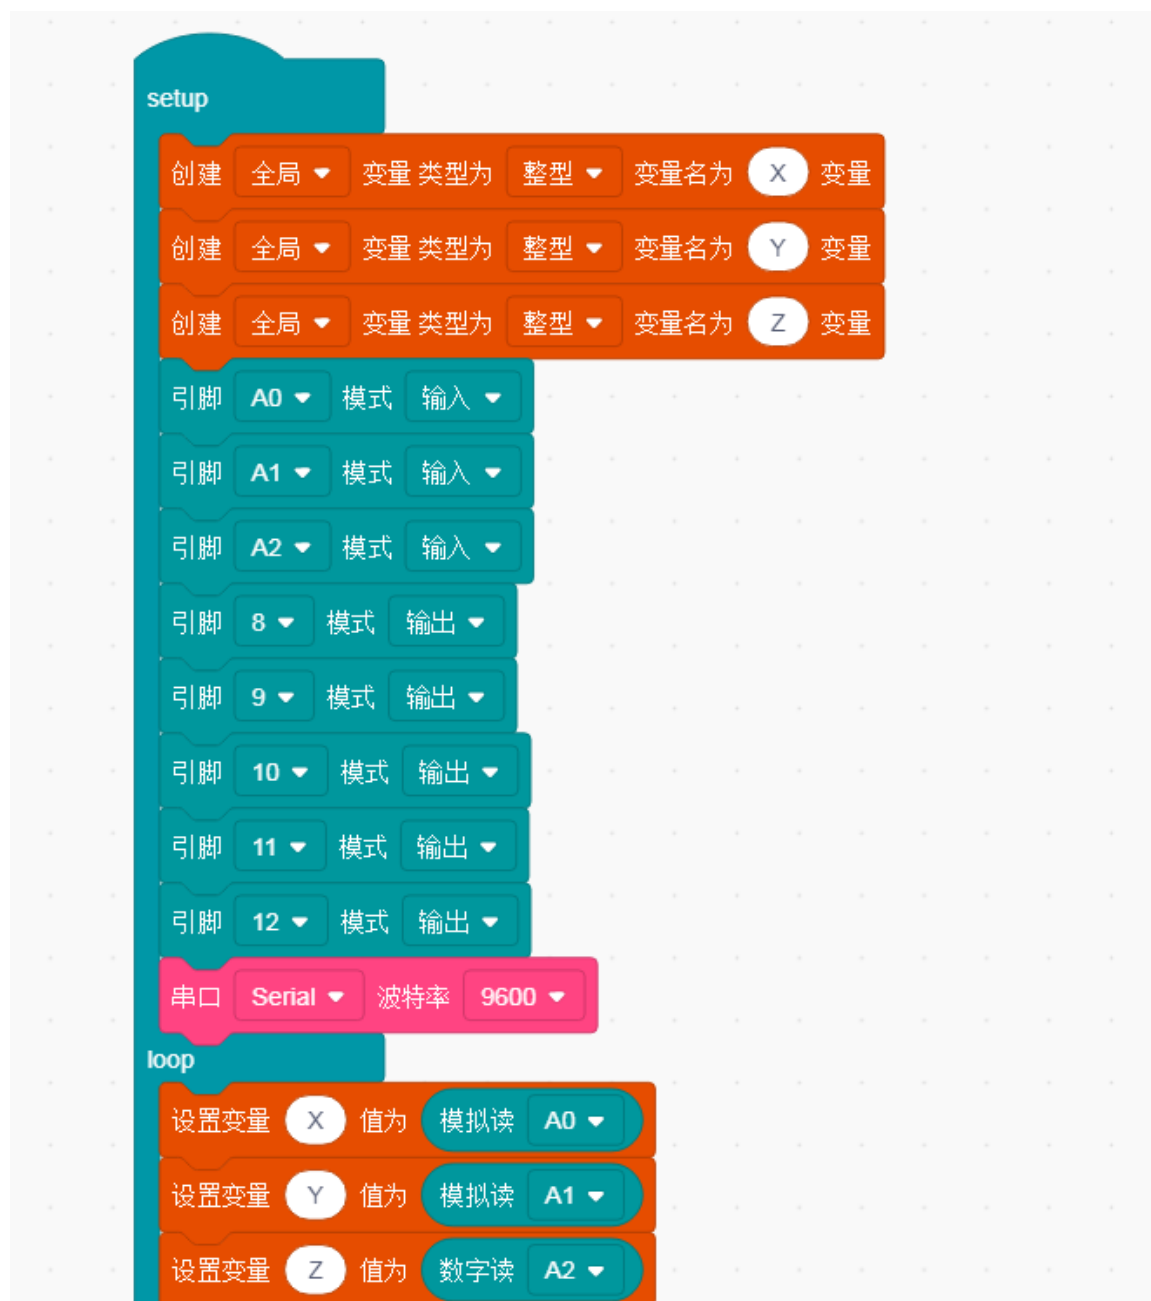 setup
创建 全局 变量 类型为 整型 变量名为 X 变量
创建 全局 变量 类型为 整型 变量名为 Y 变量
创建 全局 变量 类型为 整型 变量名为 Z 变量
引脚 A0 模式 输入
引脚 A1 模式 输入
引脚 A2 模式 输入
引脚 8 模式 输出
引脚 9 模式 输出
引脚 10 模式 输出
引脚 11 模式 输出
引脚 12 模式 输出
串口 Serial 波特率 9600
loop
设置变量 X 值为 模拟读 A0
设置变量 Y 值为 模拟读 A1
设置变量 Z 值为 数字读 A2